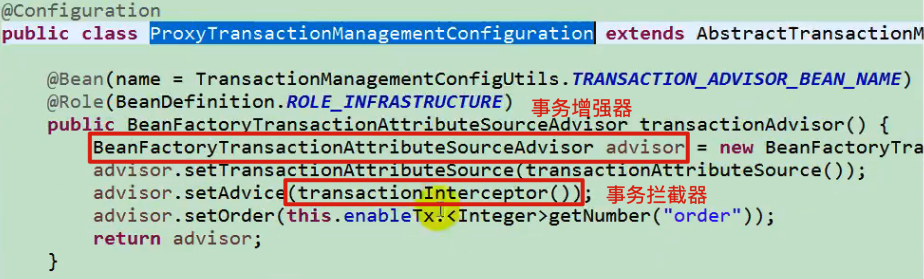 @Configuration
public class ProxyTransactionManagementConfiguration extends AbstractTransactionM
@Bean(name = TransactionManagementConfigUtils.TRANSACTION_ADVISOR_BEAN_NAME)
@Role(BeanDefinition.ROLE_INFRASTRUCTURE) 事务增强器
public BeanFactoryTransactionAttributeSourceAdvisor transactionAdvisor() {
BeanFactoryTransactionAttributeSourceAdvisor advisor = new BeanFactoryTra
advisor.setTransactionAttributeSource(transactionAttributeSource());
advisor.setAdvice(transactionInterceptor()); 事务拦截器
advisor.setOrder(this.enableTx.<Integer>getNumber("order"));
return advisor;
}